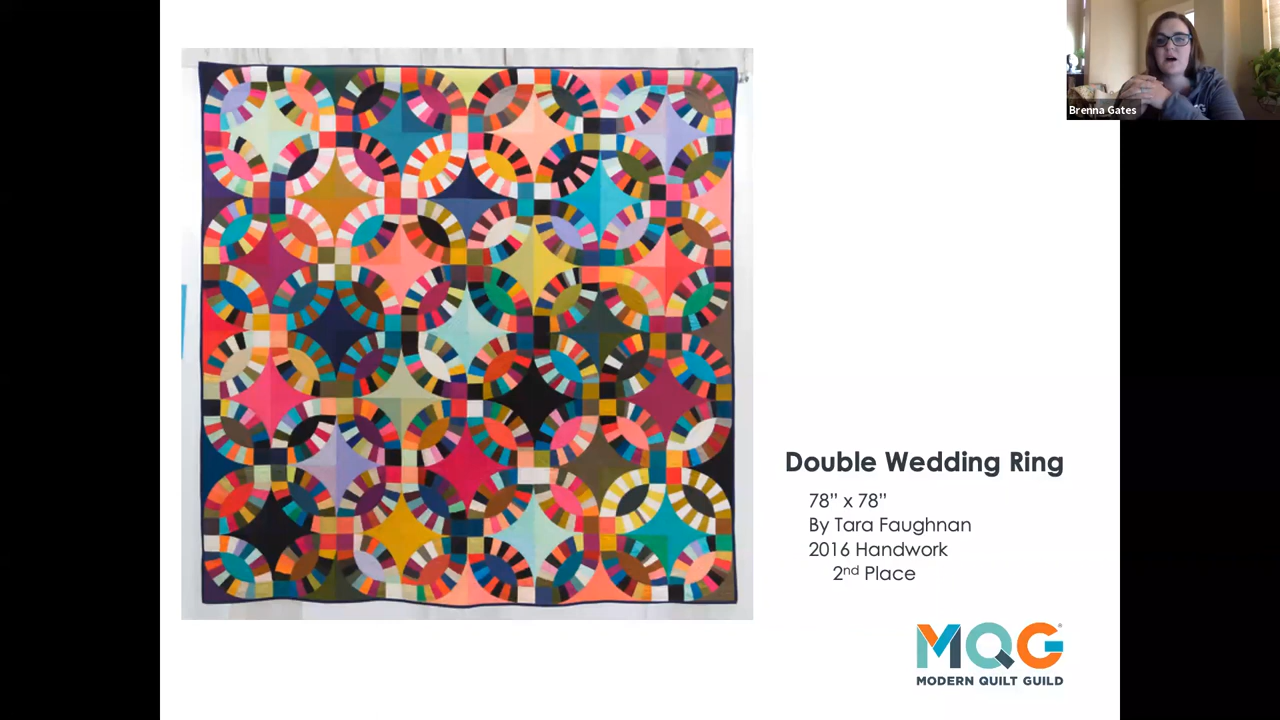 Brenna Gates
Double Wedding Ring
78” x 78”
By Tara Faughnan
2016 Handwork
2nd Place
MQG®
MODERN QUILT GUILD